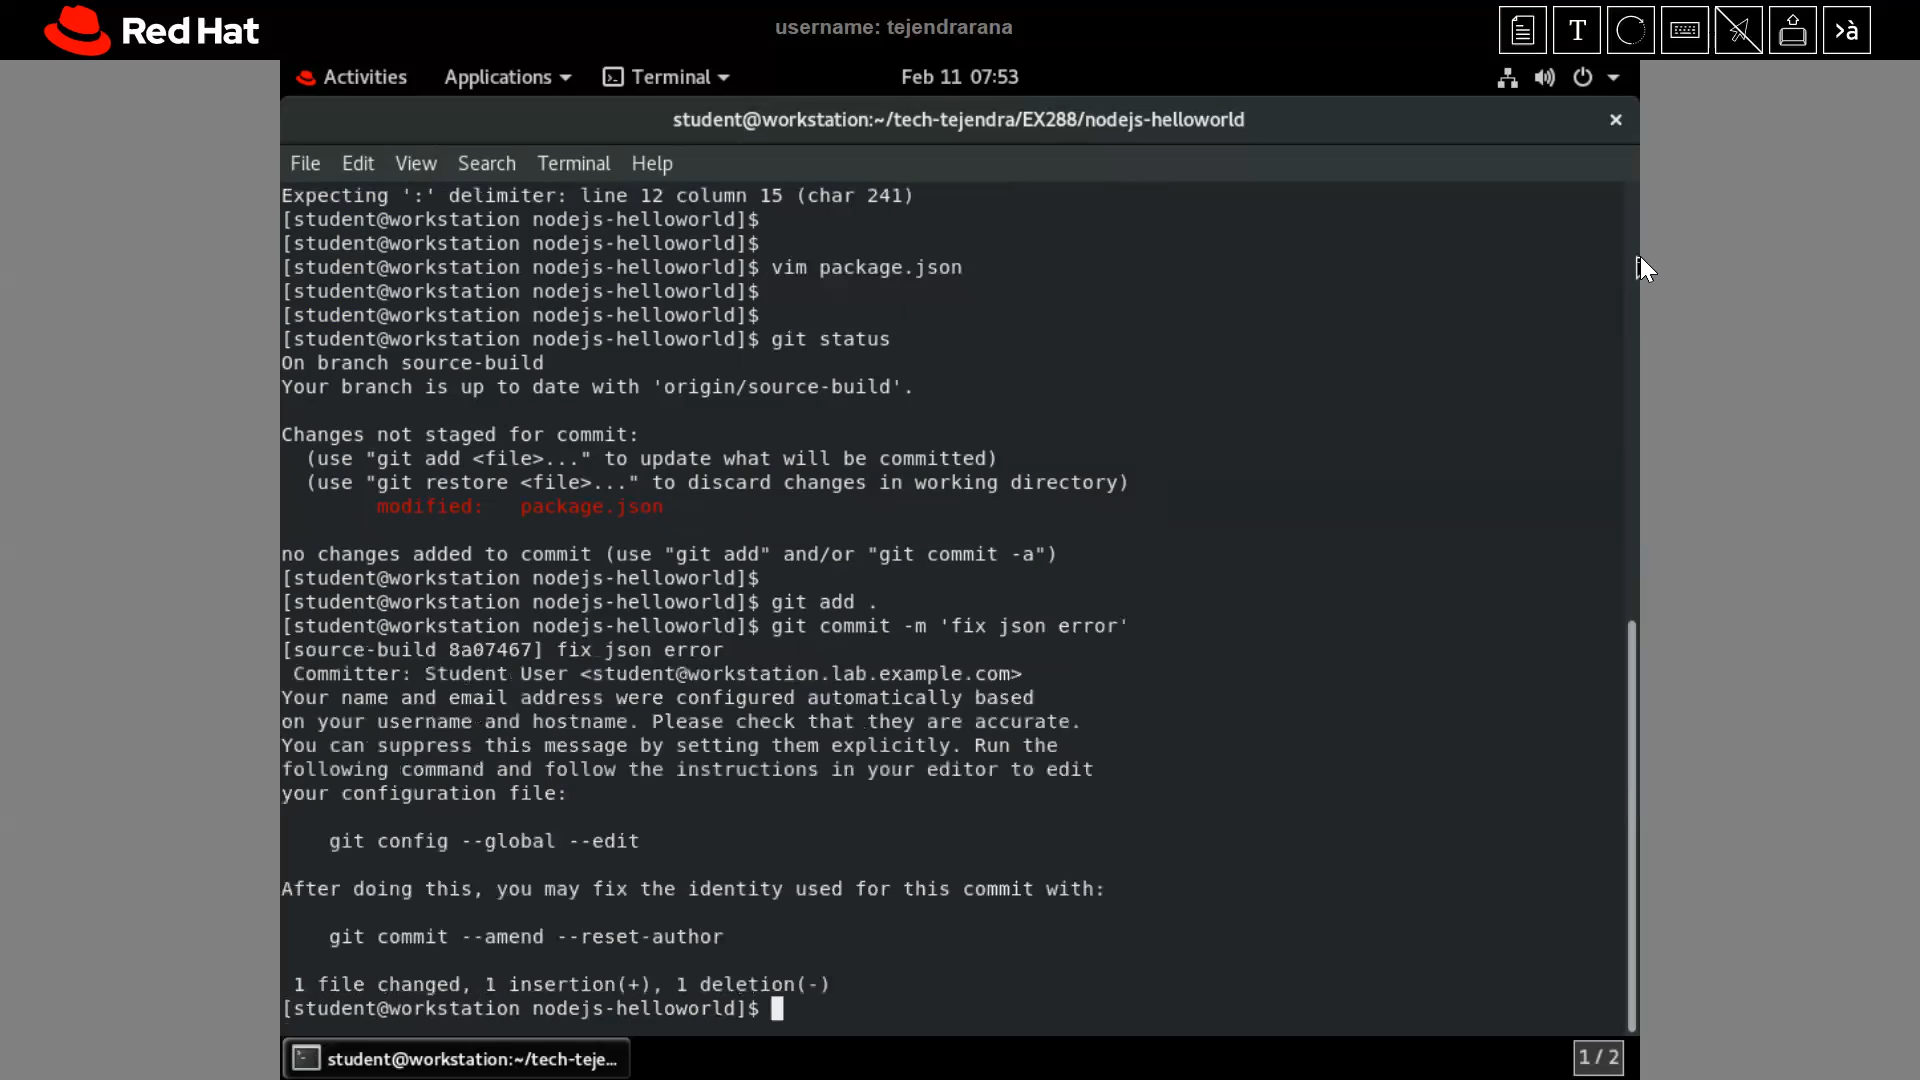 Red Hat
username: tejendrarana
T
>à
Activities Applications Terminal Feb 11 07:53
student@workstation:~/tech-tejendra/EX288/nodejs-helloworld ×
File Edit View Search Terminal Help
Expecting ':' delimiter: line 12 column 15 (char 241)
[student@workstation nodejs-helloworld]$
[student@workstation nodejs-helloworld]$
[student@workstation nodejs-helloworld]$ vim package.json
[student@workstation nodejs-helloworld]$
[student@workstation nodejs-helloworld]$
[student@workstation nodejs-helloworld]$ git status
On branch source-build
Your branch is up to date with 'origin/source-build'.
Changes not staged for commit:
  (use "git add <file>..." to update what will be committed)
  (use "git restore <file>..." to discard changes in working directory)
        modified:   package.json
no changes added to commit (use "git add" and/or "git commit -a")
[student@workstation nodejs-helloworld]$
[student@workstation nodejs-helloworld]$ git add .
[student@workstation nodejs-helloworld]$ git commit -m 'fix json error'
[source-build 8a07467] fix json error
 Committer: Student User <student@workstation.lab.example.com>
Your name and email address were configured automatically based
on your username and hostname. Please check that they are accurate.
You can suppress this message by setting them explicitly. Run the
following command and follow the instructions in your editor to edit
your configuration file:
    git config --global --edit
After doing this, you may fix the identity used for this commit with:
    git commit --amend --reset-author
 1 file changed, 1 insertion(+), 1 deletion(-)
[student@workstation nodejs-helloworld]$
student@workstation:~/tech-teje... 1 / 2